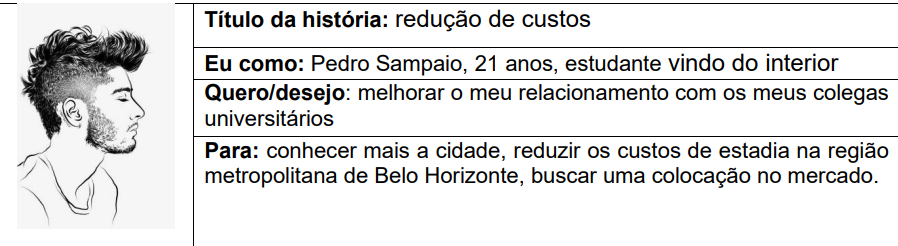 Título da história: redução de custos
Eu como: Pedro Sampaio, 21 anos, estudante vindo do interior
Quero/desejo: melhorar o meu relacionamento com os meus colegas
universitários
Para: conhecer mais a cidade, reduzir os custos de estadia na região
metropolitana de Belo Horizonte, buscar uma colocação no mercado.